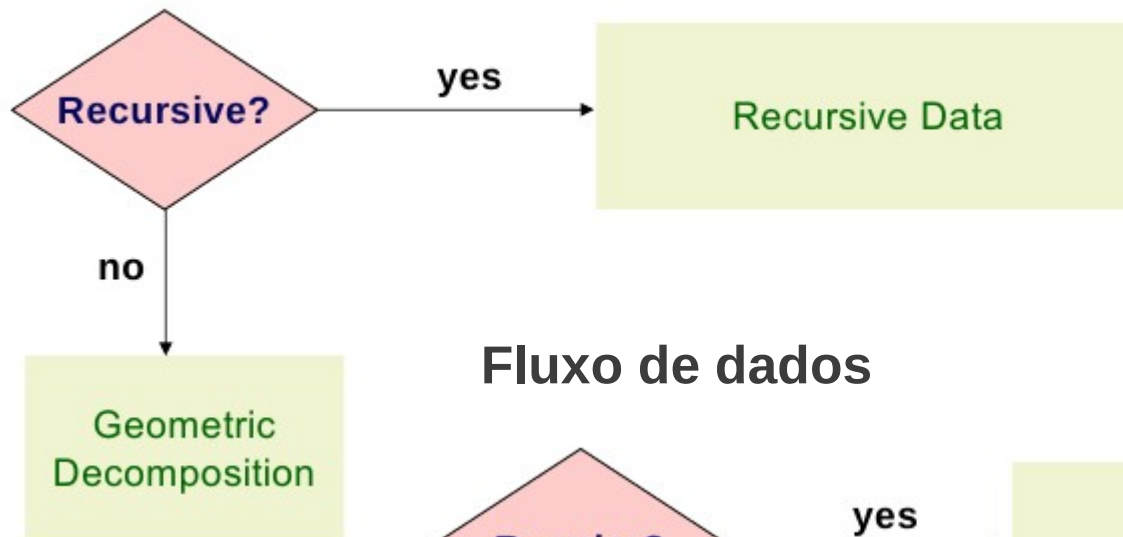 Recursive?
yes
Recursive Data
no
Fluxo de dados
Geometric
Decomposition
yes